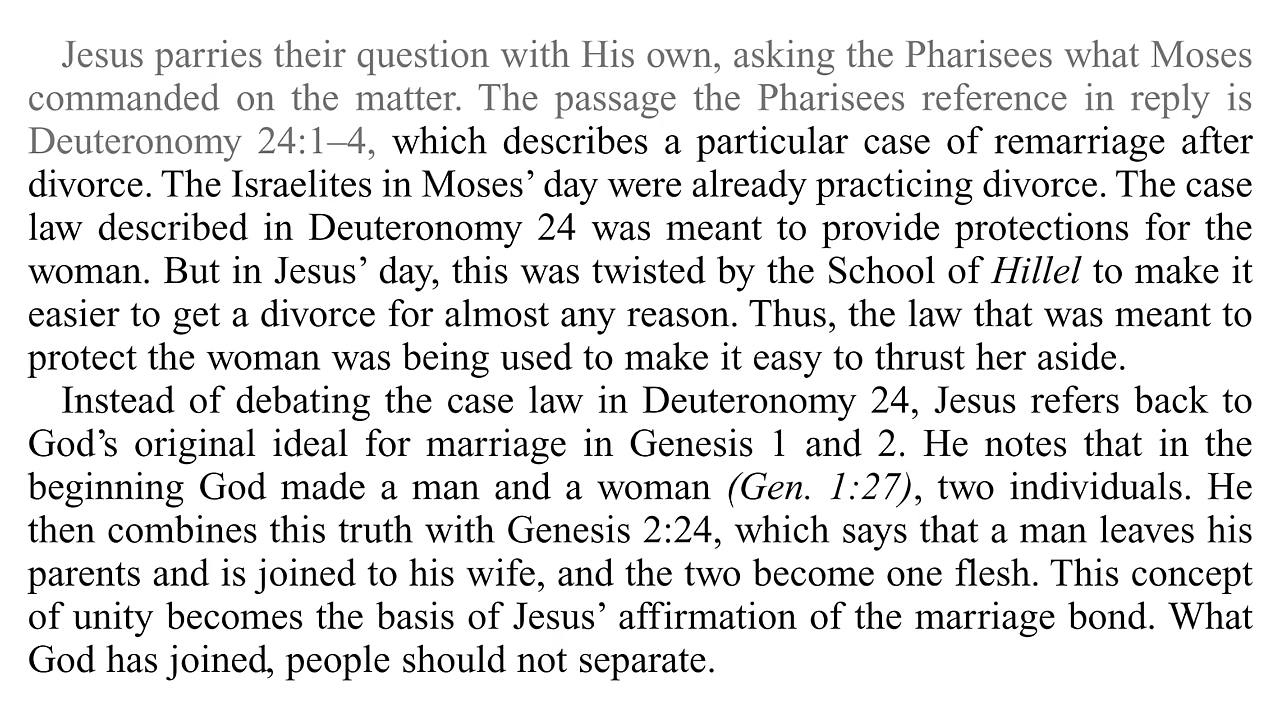 Jesus parries their question with His own, asking the Pharisees what Moses
commanded on the matter. The passage the Pharisees reference in reply is
Deuteronomy 24:1–4, which describes a particular case of remarriage after
divorce. The Israelites in Moses’ day were already practicing divorce. The case
law described in Deuteronomy 24 was meant to provide protections for the
woman. But in Jesus’ day, this was twisted by the School of Hillel to make it
easier to get a divorce for almost any reason. Thus, the law that was meant to
protect the woman was being used to make it easy to thrust her aside.
Instead of debating the case law in Deuteronomy 24, Jesus refers back to
God’s original ideal for marriage in Genesis 1 and 2. He notes that in the
beginning God made a man and a woman (Gen. 1:27), two individuals. He
then combines this truth with Genesis 2:24, which says that a man leaves his
parents and is joined to his wife, and the two become one flesh. This concept
of unity becomes the basis of Jesus’ affirmation of the marriage bond. What
God has joined, people should not separate.